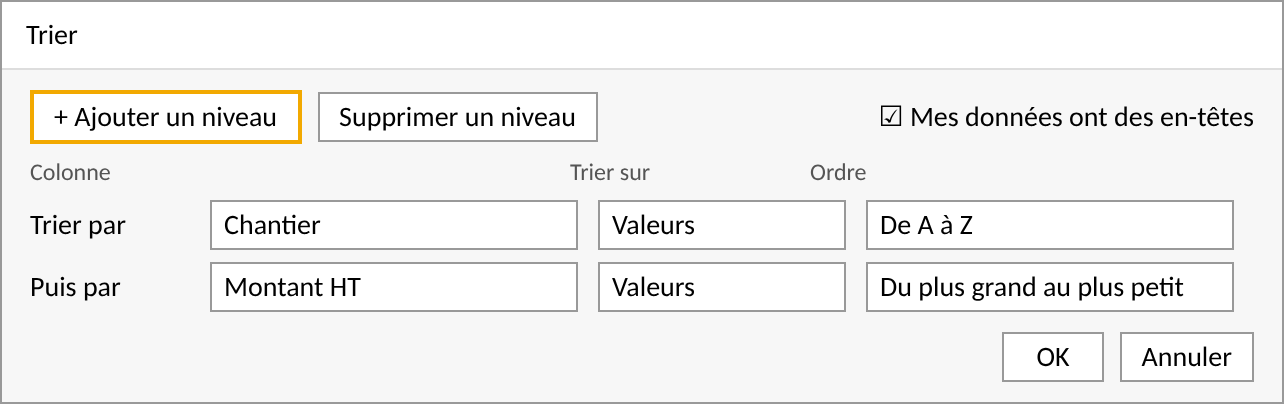 Trier
+ Ajouter un niveau Supprimer un niveau ☑ Mes données ont des en-têtes
Colonne Trier sur Ordre
Trier par Chantier Valeurs De A à Z
Puis par Montant HT Valeurs Du plus grand au plus petit
OK Annuler